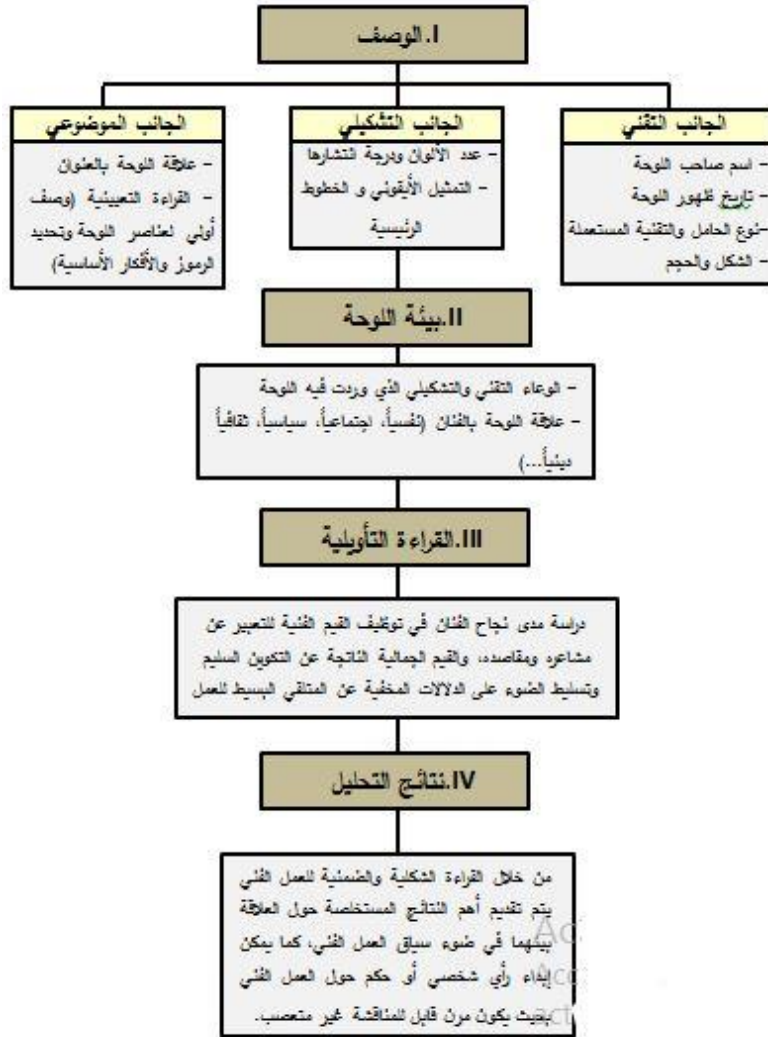 I.الوصف
الجانب التقني
- اسم صاحب اللوحة
- تاريخ ظهور اللوحة
-نوع الحامل والتقنية المستعملة
- الشكل والحجم
الجانب التشكيلي
- عدد الألوان ودرجة انتشارها
- التمثيل الأيقوني و الخطوط
الرئيسية
الجانب الموضوعي
- علاقة اللوحة بالعنوان
- القراءة التعيينية (وصف
أولي لعناصر اللوحة وتحديد
الرموز والأفكار الأساسية)
II.بيئة اللوحة
- الوعاء التقني والتشكيلي الذي وردت فيه اللوحة
- علاقة اللوحة بالفنان (نفسياً، اجتماعياً، سياسياً، ثقافياً
دينياً...)
III.القراءة التأويلية
دراسة مدى نجاح الفنان في توظيف القيم الفنية للتعبير عن
مشاعره ومقاصده، والقيم الجمالية الناتجة عن التكوين السليم
وتسليط الضوء على الدلالات المخفية عن المتلقي البسيط للعمل
IV.نتائج التحليل
من خلال القراءة الشكلية والضمنية للعمل الفني
يتم تقديم أهم النتائج المستخلصة حول العلاقة
بينهما في ضوء سياق العمل الفني، كما يمكن
إبداء رأي شخصي أو حكم حول العمل الفني
بحيث يكون مرن قابل للمناقشة غير متعصب.